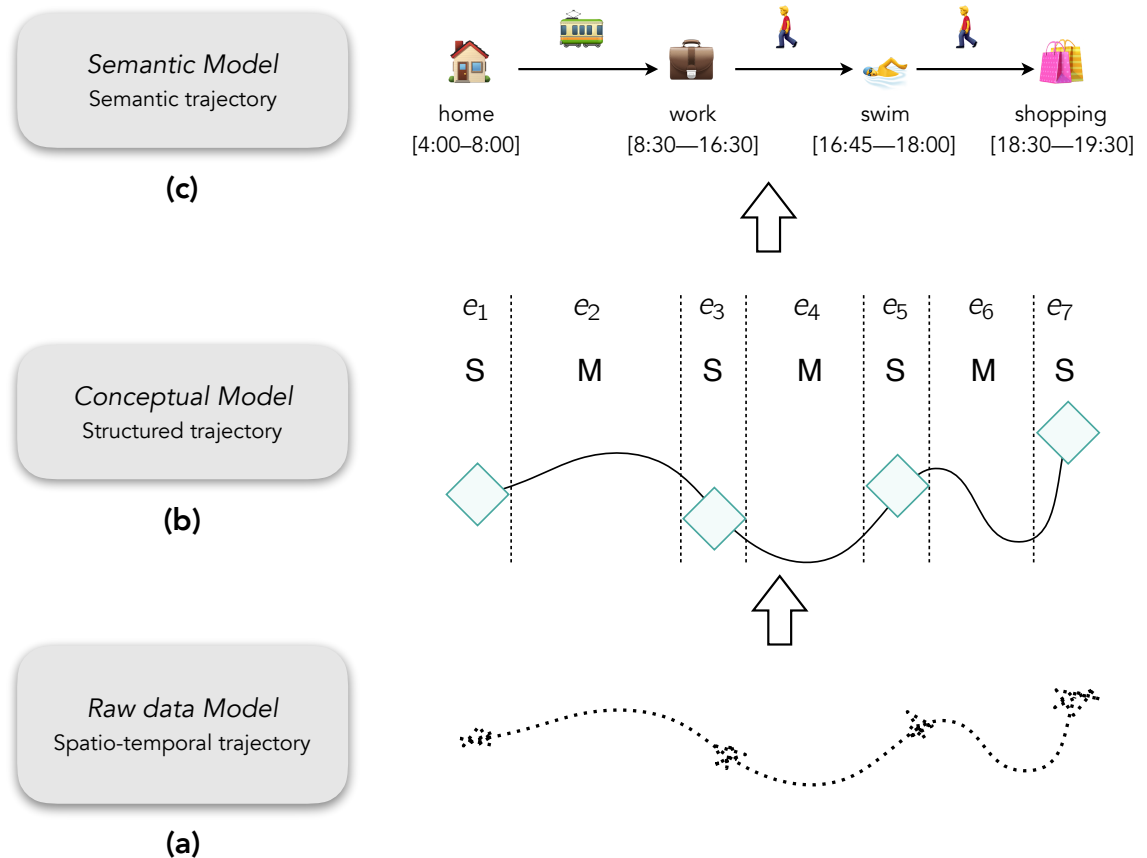 Semantic Model
Semantic trajectory
(c)
home
[4:00–8:00]
work
[8:30—16:30]
swim
[16:45—18:00]
shopping
[18:30—19:30]
e1 e2 e3 e4 e5 e6 e7
S M S M S M S
Conceptual Model
Structured trajectory
(b)
Raw data Model
Spatio-temporal trajectory
(a)